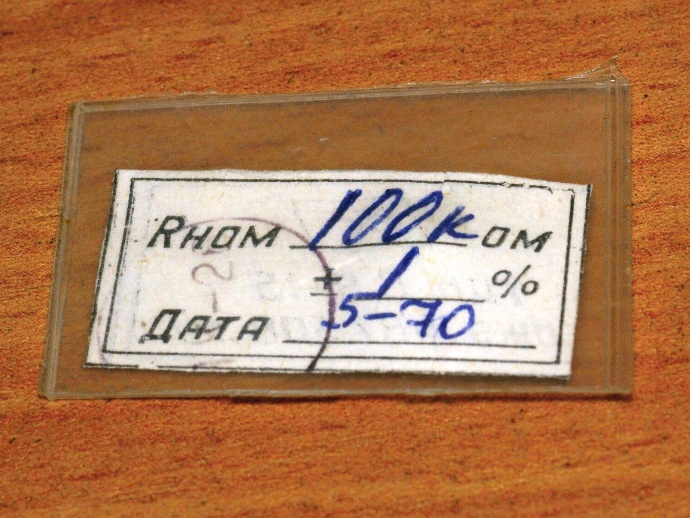 Rном 100к ом
± 1 %
Дата 5-70